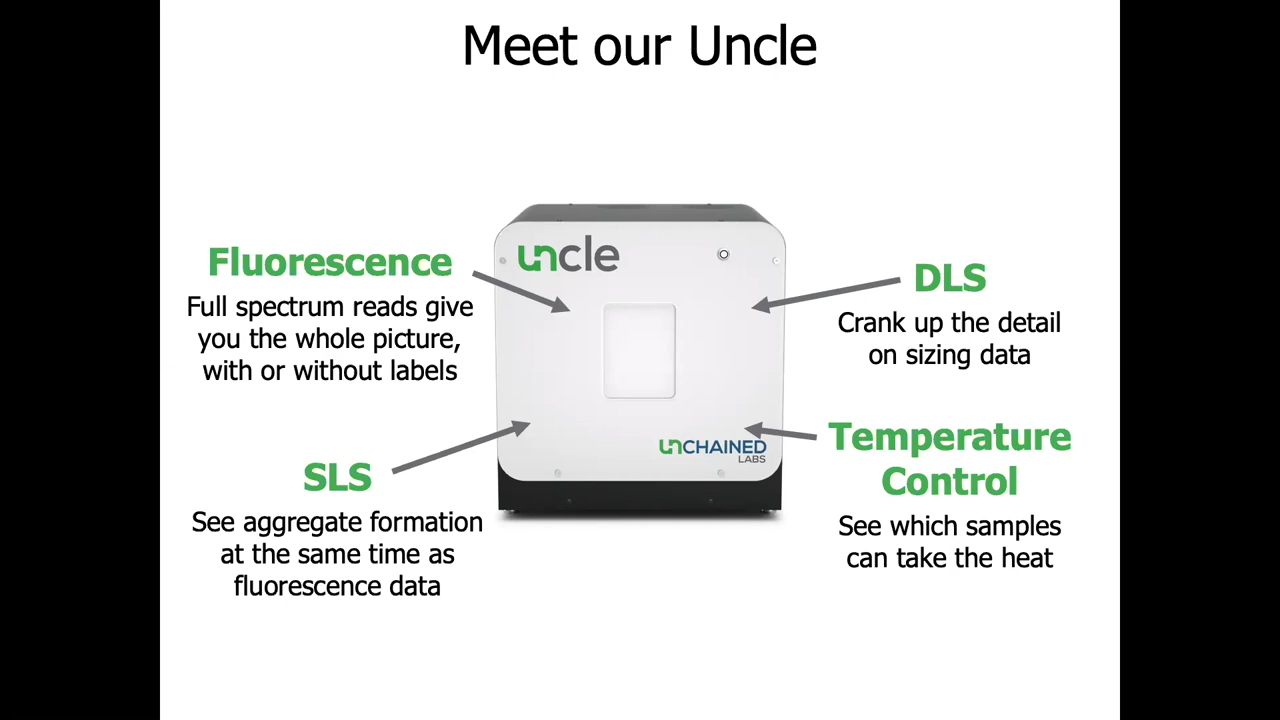 Meet our Uncle
uncle
Fluorescence
Full spectrum reads give
you the whole picture,
with or without labels
DLS
Crank up the detail
on sizing data
SLS
See aggregate formation
at the same time as
fluorescence data
UNCHAINED
LABS
Temperature
Control
See which samples
can take the heat